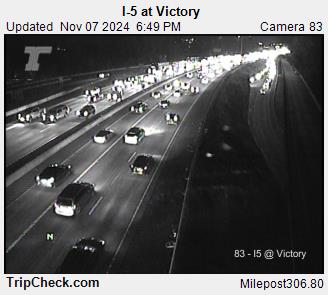 I-5 at Victory
Updated  Nov 07 2024  6:49 PM  Camera 83
T
N
83 - I5 @ Victory
TripCheck.com  Milepost306.80